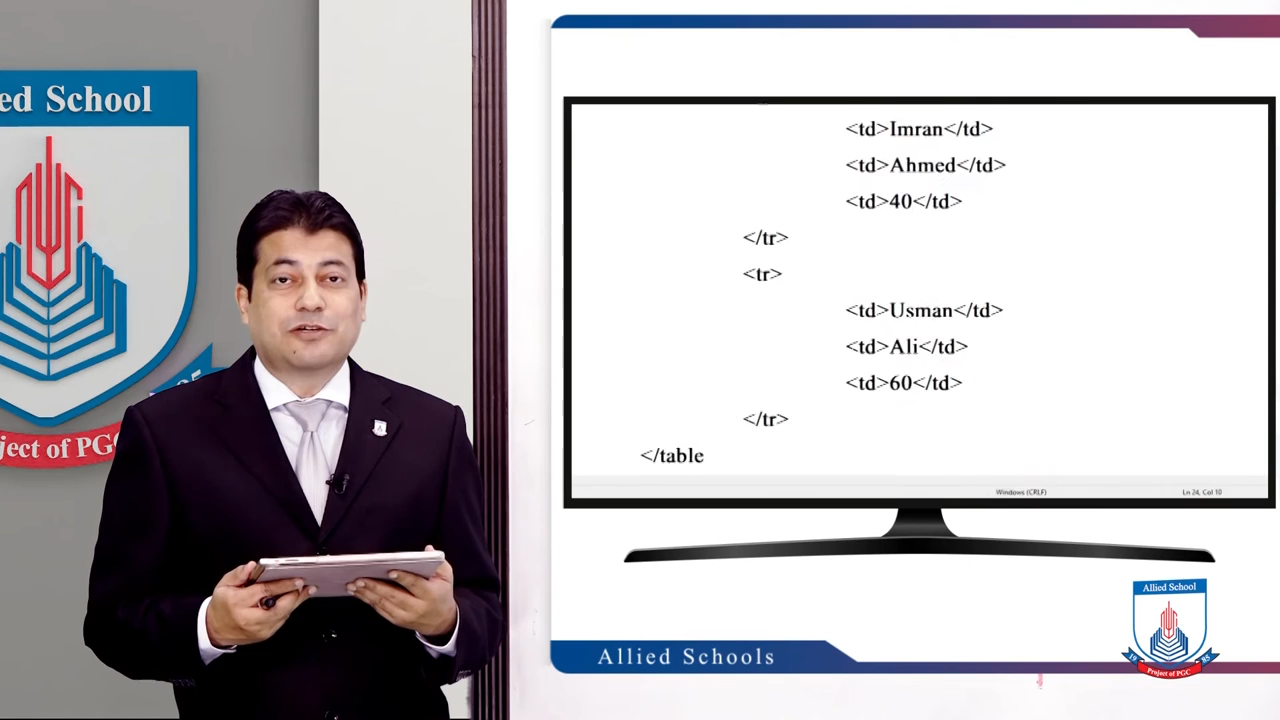 ed School
ject of PGC
<td>Imran</td>
<td>Ahmed</td>
<td>40</td>
</tr>
<tr>
<td>Usman</td>
<td>Ali</td>
<td>60</td>
</tr>
</table
Windows (CRLF)
Ln 24, Col 10
Allied School
19 85
Project of PGC
Allied Schools